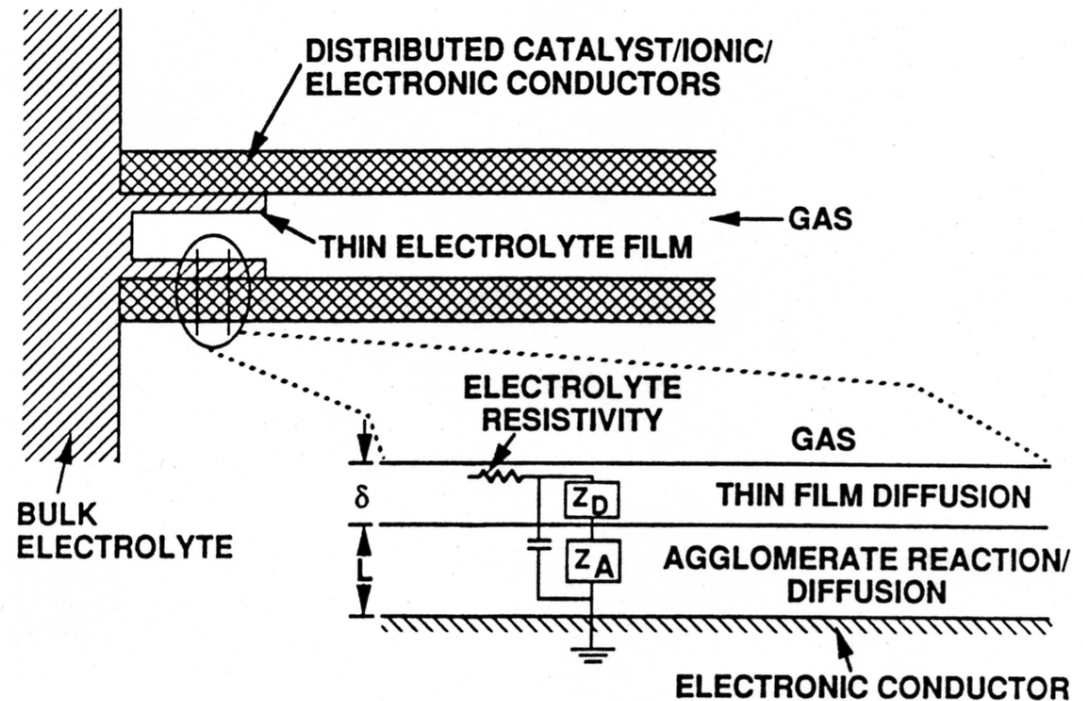 DISTRIBUTED CATALYST/IONIC/
ELECTRONIC CONDUCTORS
GAS
THIN ELECTROLYTE FILM
ELECTROLYTE
RESISTIVITY
GAS
δ
Z_D
THIN FILM DIFFUSION
BULK
ELECTROLYTE
L
Z_A
AGGLOMERATE REACTION/
DIFFUSION
ELECTRONIC CONDUCTOR